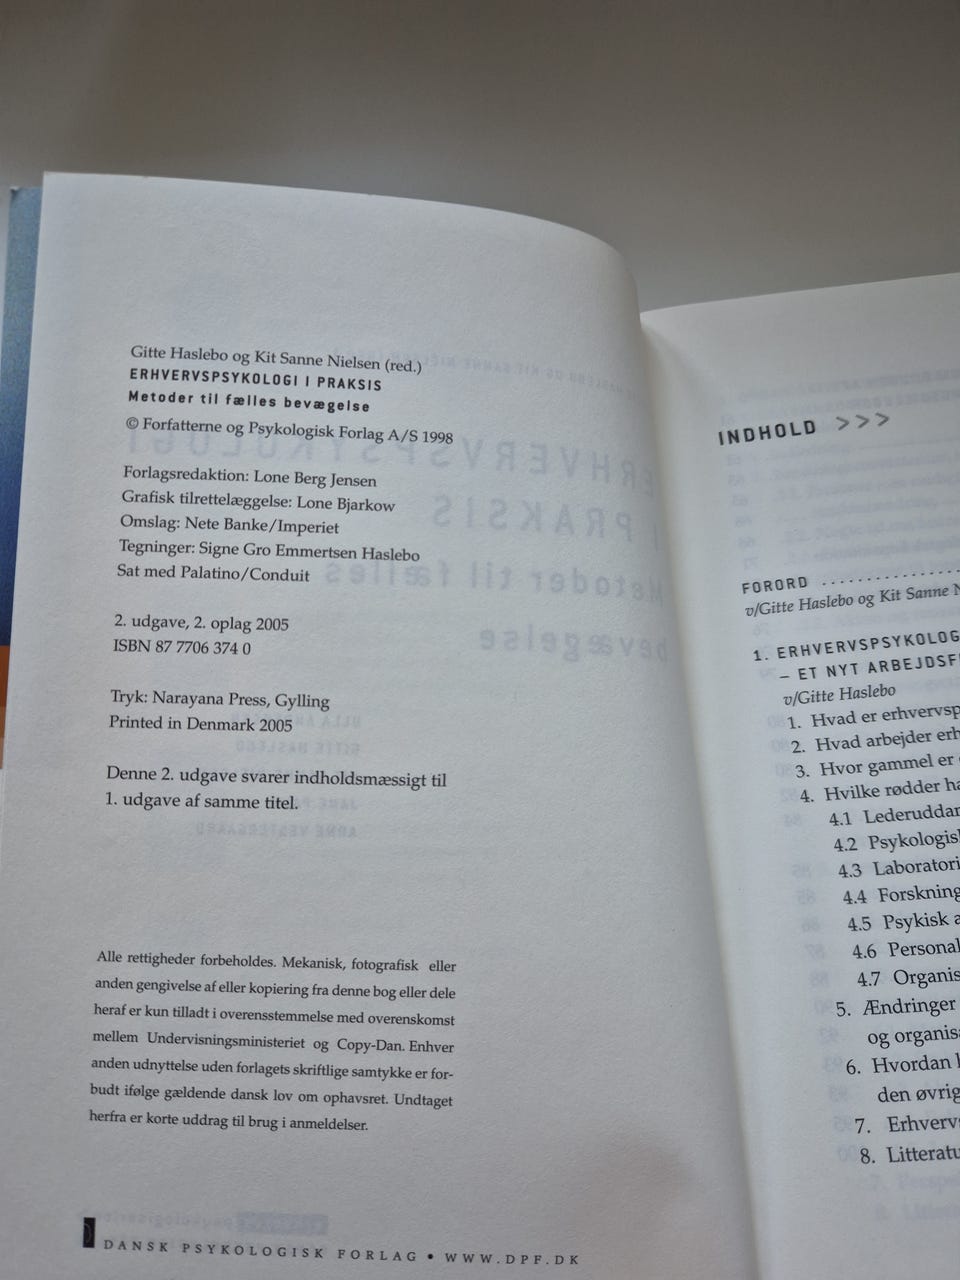 Gitte Haslebo og Kit Sanne Nielsen (red.)
ERHVERVSPSYKOLOGI I PRAKSIS
Metoder til fælles bevægelse
© Forfatterne og Psykologisk Forlag A/S 1998
Forlagsredaktion: Lone Berg Jensen
Grafisk tilrettelæggelse: Lone Bjarkow
Omslag: Nete Banke/Imperiet
Tegninger: Signe Gro Emmertsen Haslebo
Sat med Palatino/Conduit
2. udgave, 2. oplag 2005
ISBN 87 7706 374 0
Tryk: Narayana Press, Gylling
Printed in Denmark 2005
Denne 2. udgave svarer indholdsmæssigt til
1. udgave af samme titel.
Alle rettigheder forbeholdes. Mekanisk, fotografisk eller
anden gengivelse af eller kopiering fra denne bog eller dele
heraf er kun tilladt i overensstemmelse med overenskomst
mellem Undervisningsministeriet og Copy-Dan. Enhver
anden udnyttelse uden forlagets skriftlige samtykke er for-
budt ifølge gældende dansk lov om ophavsret. Undtaget
herfra er korte uddrag til brug i anmeldelser.
DANSK PSYKOLOGISK FORLAG • WWW.DPF.DK
INDHOLD >>>
FORORD ..............
v/Gitte Haslebo og Kit Sanne N
1. ERHVERVSPSYKOLOG
– ET NYT ARBEJDSF
v/Gitte Haslebo
1. Hvad er erhvervsp
2. Hvad arbejder erh
3. Hvor gammel er
4. Hvilke rødder ha
4.1 Lederuddan
4.2 Psykologisk
4.3 Laboratori
4.4 Forskning
4.5 Psykisk a
4.6 Personal
4.7 Organis
5. Ændringer
og organisa
6. Hvordan
den øvrig
7. Erhverv
8. Litteratu